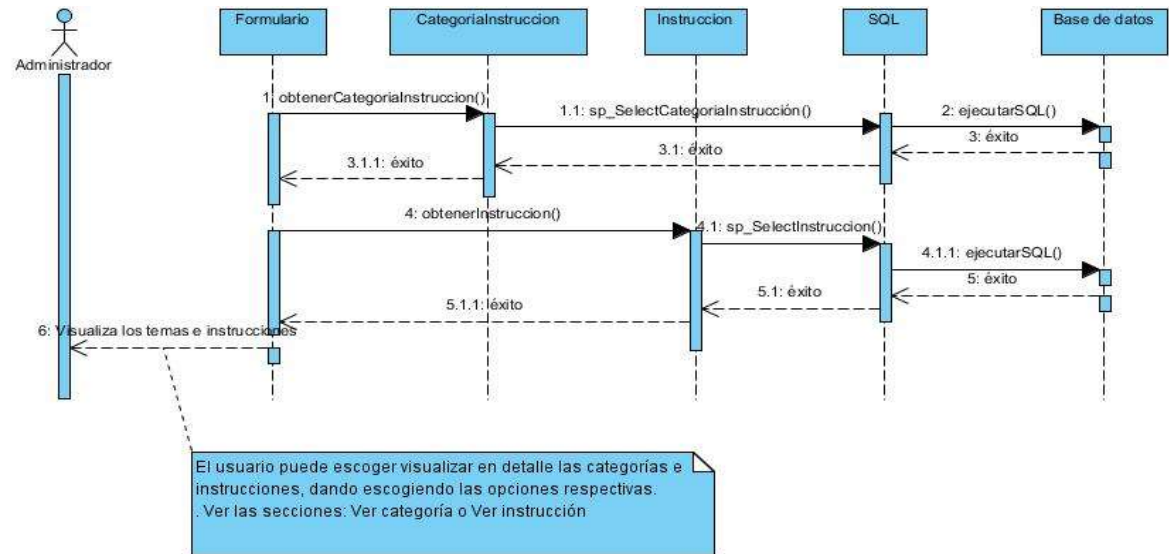 Formulario
CategoriaInstruccion
Instruccion
SQL
Base de datos
Administrador
1: obtenerCategoriaInstruccion()
1.1: sp_SelectCategoriaInstrucción()
2: ejecutarSQL()
3: éxito
3.1: éxito
3.1.1: éxito
4: obtenerInstruccion()
4.1: sp_SelectInstruccion()
4.1.1: ejecutarSQL()
5: éxito
5.1: éxito
5.1.1: éxito
6: Visualiza los temas e instrucciones
El usuario puede escoger visualizar en detalle las categorías e
instrucciones, dando escogiendo las opciones respectivas.
. Ver las secciones: Ver categoría o Ver instrucción